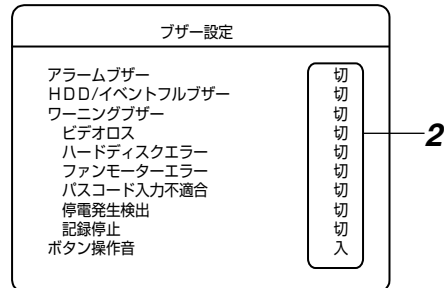 ブザー設定
アラームブザー 切
HDD/イベントフルブザー 切
ワーニングブザー 切
ビデオロス 切
ハードディスクエラー 切
ファンモーターエラー 切
パスコード入力不適合 切
停電発生検出 切
記録停止 切
ボタン操作音 入
2